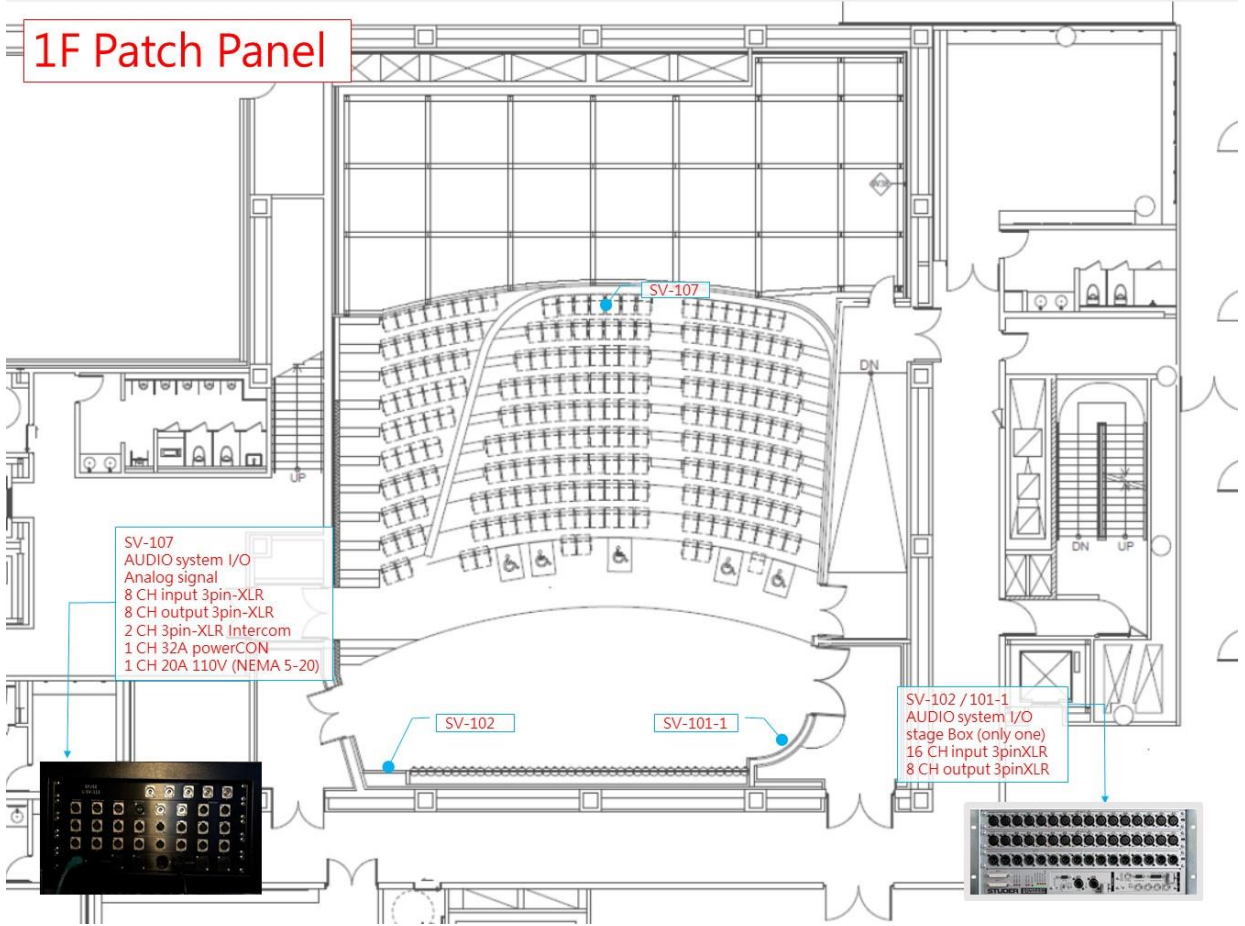 1F Patch Panel
SV-107
DN
UP
SV-107
AUDIO system I/O
Analog signal
8 CH input 3pin-XLR
8 CH output 3pin-XLR
2 CH 3pin-XLR Intercom
1 CH 32A powerCON
1 CH 20A 110V (NEMA 5-20)
DN
UP
SV-102
SV-101-1
SV-102 / 101-1
AUDIO system I/O
stage Box (only one)
16 CH input 3pinXLR
8 CH output 3pinXLR
STUDER